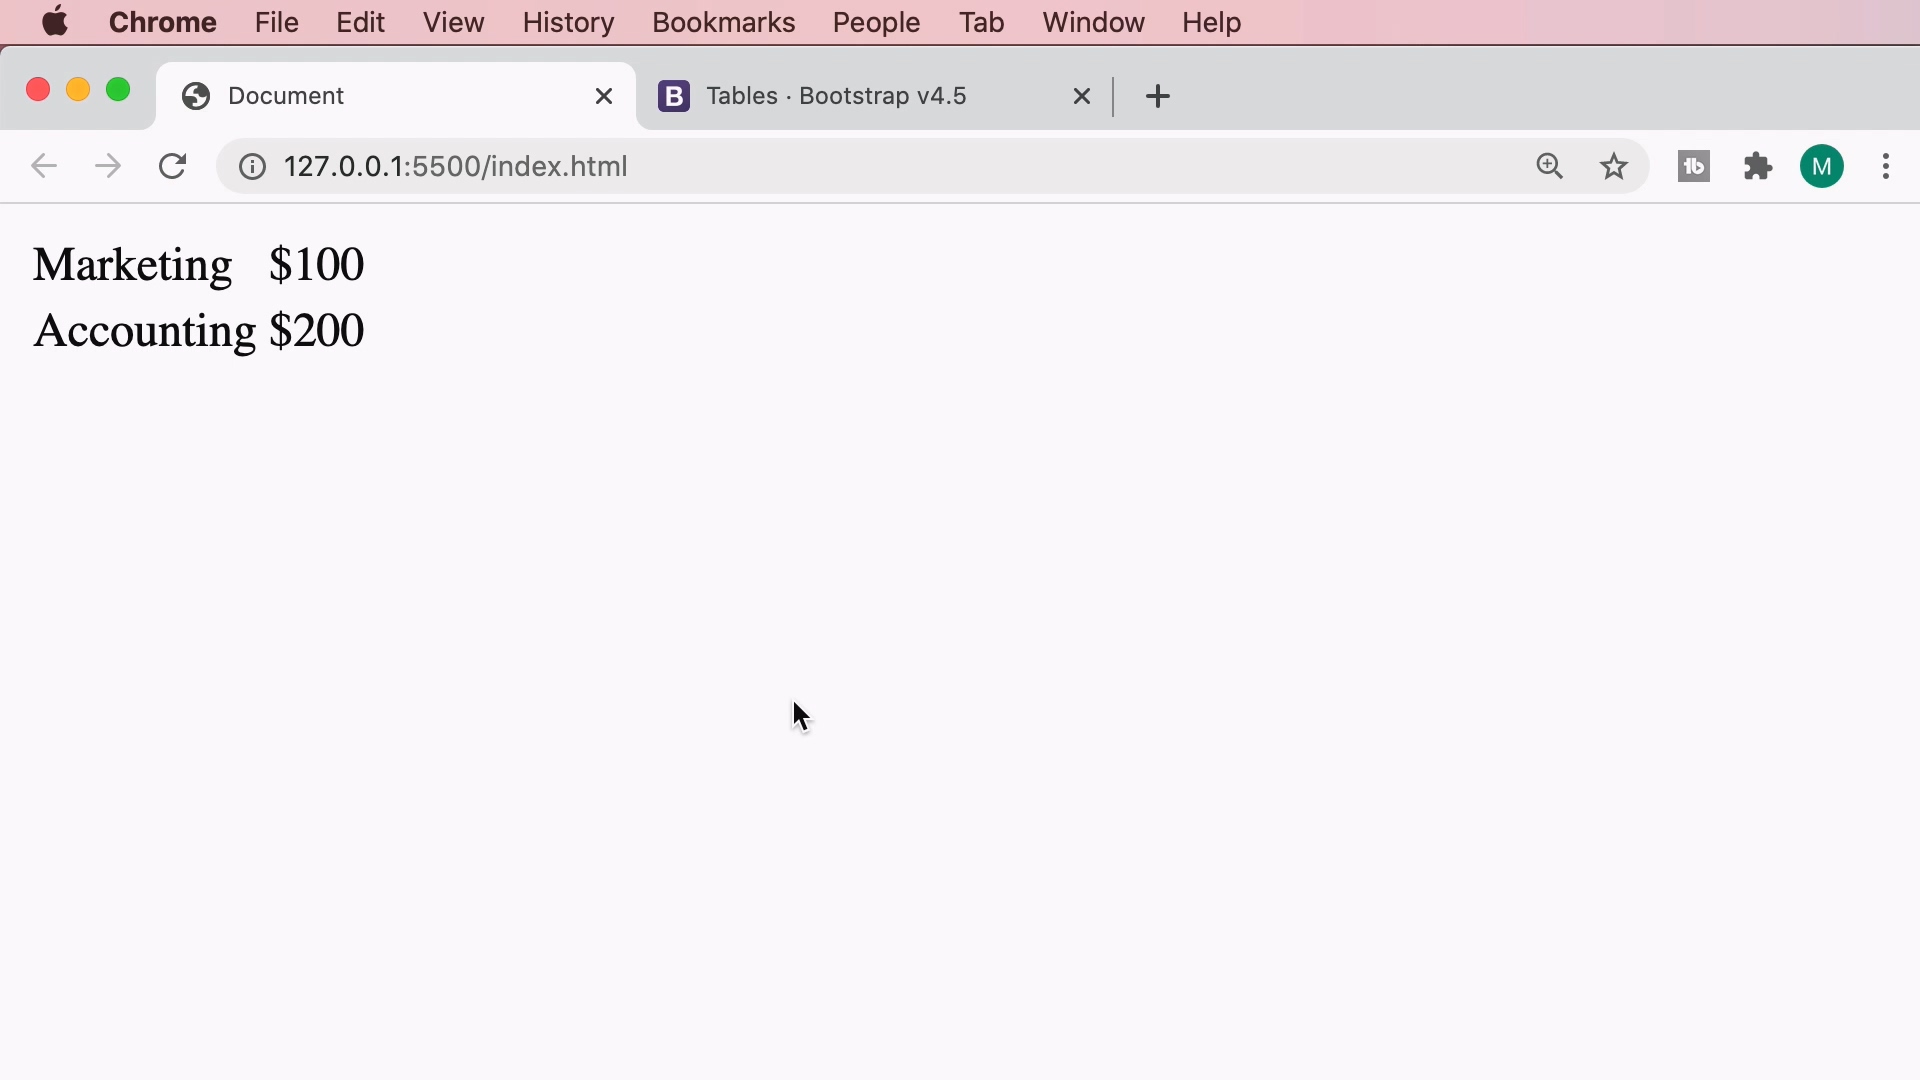 Chrome File Edit View History Bookmarks People Tab Window Help
Document
B Tables · Bootstrap v4.5
127.0.0.1:5500/index.html
M
Marketing $100
Accounting $200